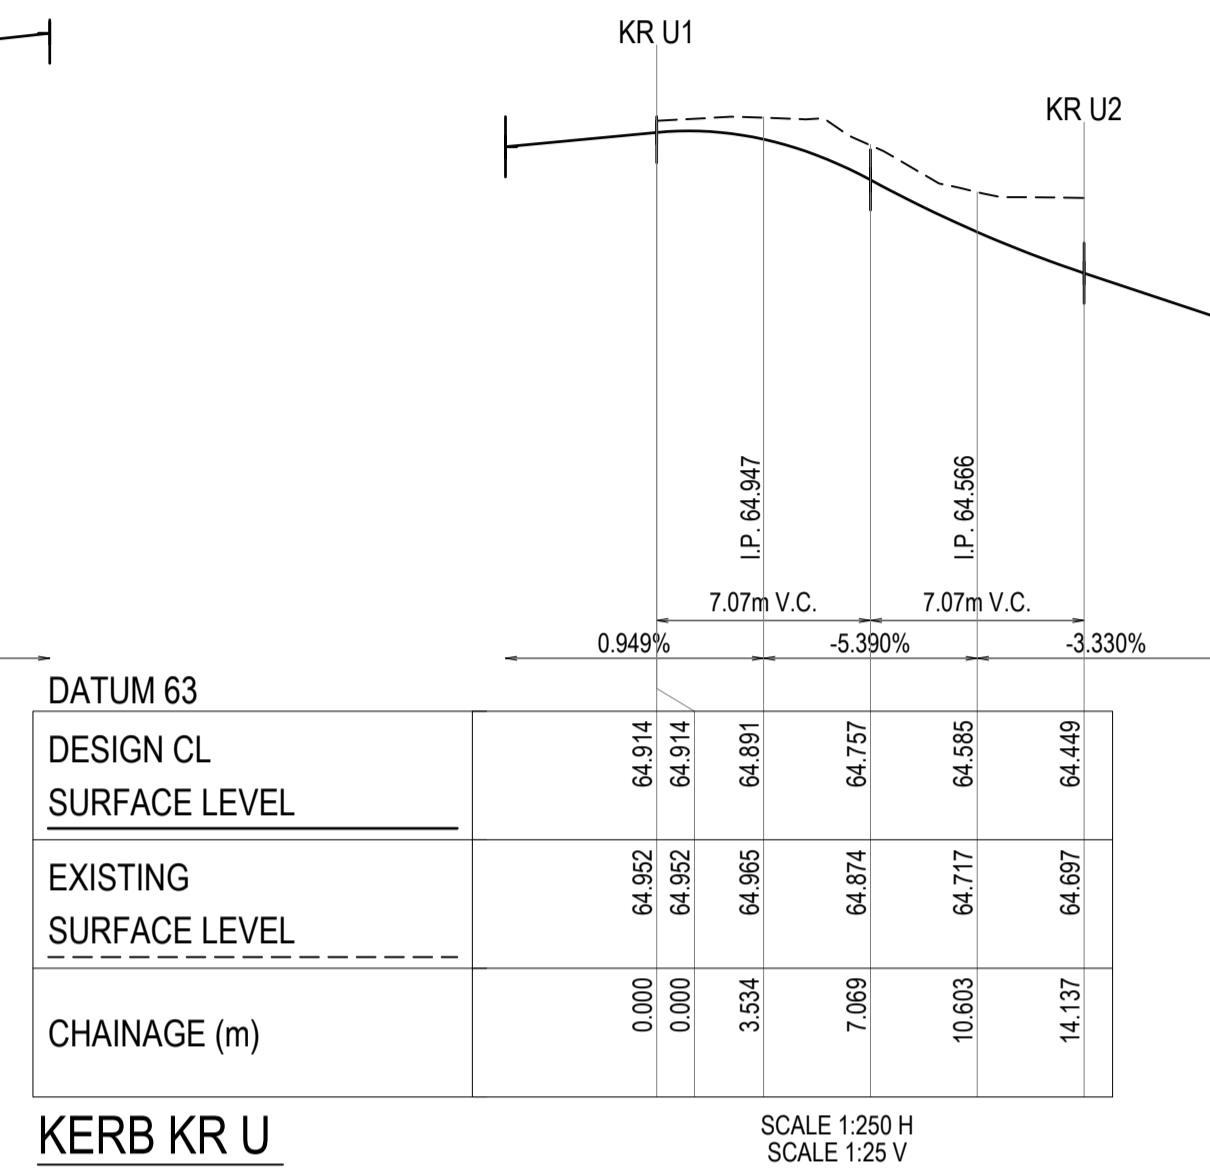 KR U1
KR U2
I.P. 64.947
I.P. 64.566
7.07m V.C.
7.07m V.C.
0.949%
-5.390%
-3.330%
DATUM 63
DESIGN CL
SURFACE LEVEL
64.914
64.914
64.891
64.757
64.585
64.449
EXISTING
SURFACE LEVEL
64.952
64.952
64.965
64.874
64.717
64.697
CHAINAGE (m)
0.000
0.000
3.534
7.069
10.603
14.137
KERB KR U
SCALE 1:250 H
SCALE 1:25 V